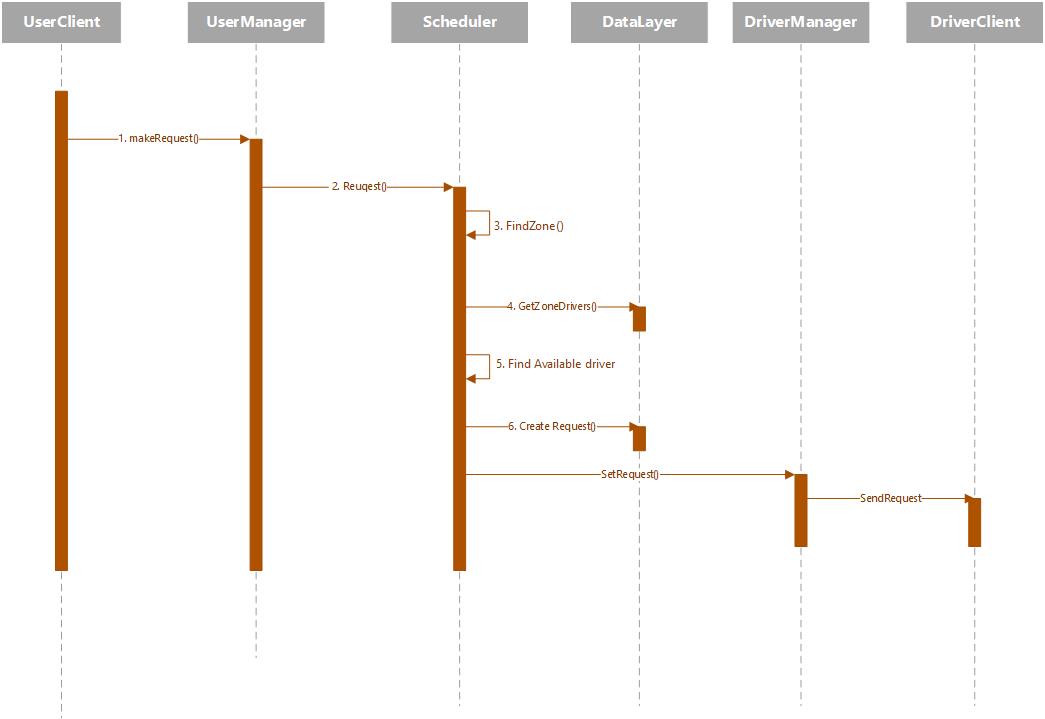 UserClient
UserManager
Scheduler
DataLayer
DriverManager
DriverClient
1. makeRequest()
2. Reuqest()
3. FindZone()
4. GetZoneDrivers()
5. Find Available driver
6. Create Request()
SetRequest()
SendRequest